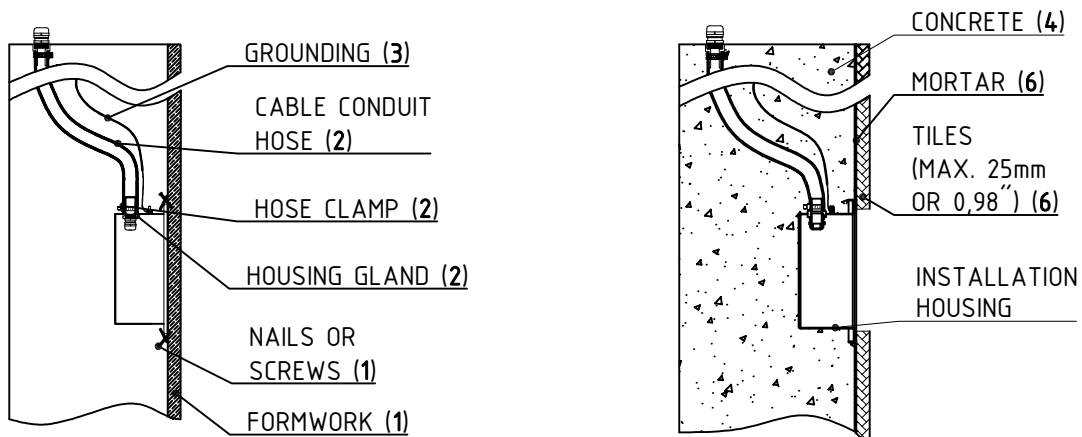 GROUNDING (3)
CABLE CONDUIT
HOSE (2)
HOSE CLAMP (2)
HOUSING GLAND (2)
NAILS OR
SCREWS (1)
FORMWORK (1)
CONCRETE (4)
MORTAR (6)
TILES
(MAX. 25mm
OR 0,98˝) (6)
INSTALLATION
HOUSING